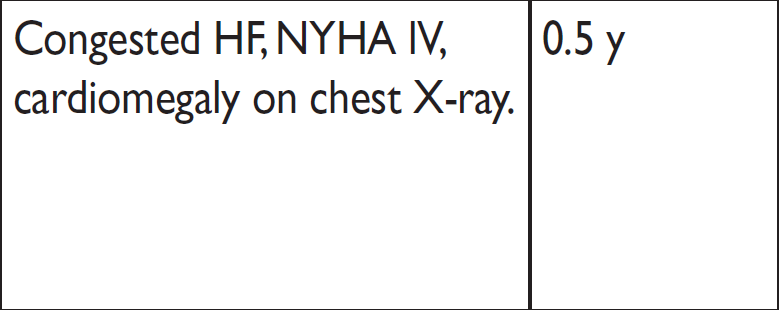 Congested HF, NYHA IV,
cardiomegaly on chest X-ray.
0.5 y